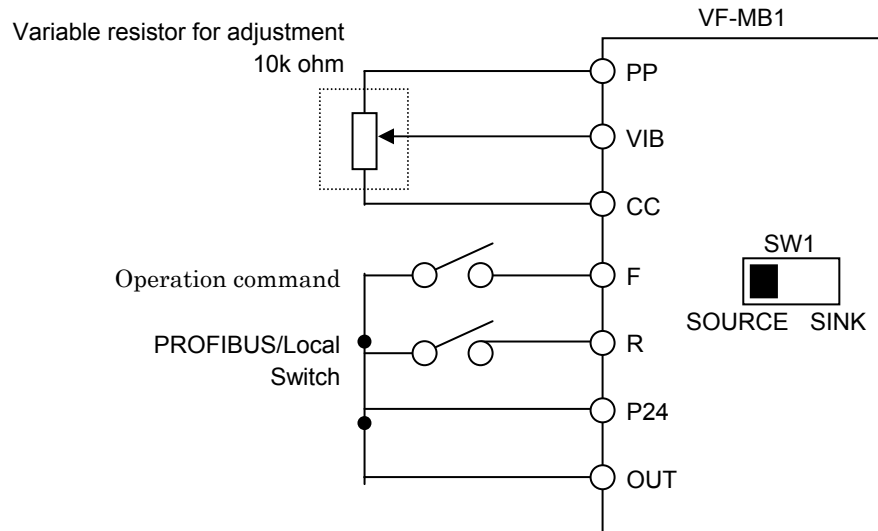 VF-MB1
Variable resistor for adjustment
10k ohm
PP
VIB
CC
Operation command
F
SW1
SOURCE SINK
PROFIBUS/Local
Switch
R
P24
OUT